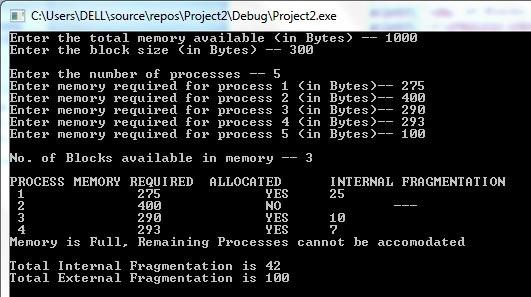 C:\Users\DELL\source\repos\Project2\Debug\Project2.exe
Enter the total memory available (in Bytes) -- 1000
Enter the block size (in Bytes) -- 300
Enter the number of processes -- 5
Enter memory required for process 1 (in Bytes)-- 275
Enter memory required for process 2 (in Bytes)-- 400
Enter memory required for process 3 (in Bytes)-- 290
Enter memory required for process 4 (in Bytes)-- 293
Enter memory required for process 5 (in Bytes)-- 100
No. of Blocks available in memory -- 3
PROCESS MEMORY REQUIRED ALLOCATED INTERNAL FRAGMENTATION
1 275 YES 25
2 400 NO ---
3 290 YES 10
4 293 YES 7
Memory is Full, Remaining Processes cannot be accomodated
Total Internal Fragmentation is 42
Total External Fragmentation is 100